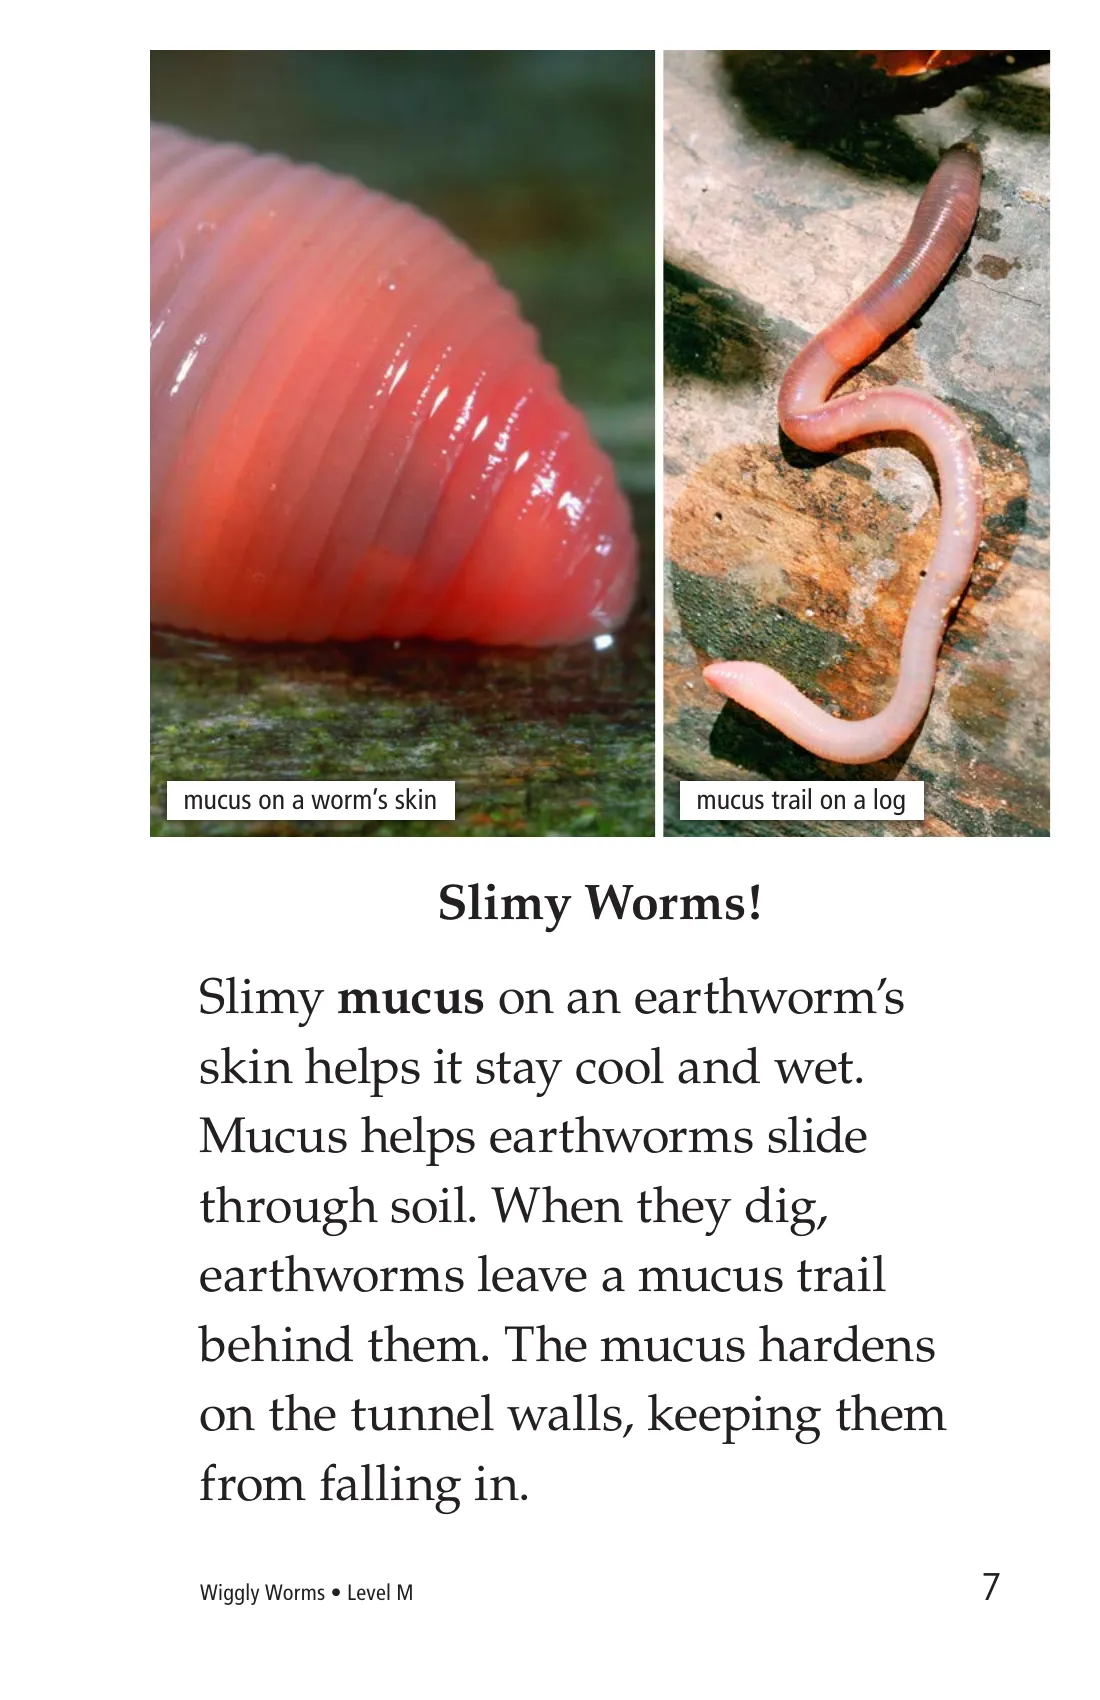 mucus on a worm’s skin
mucus trail on a log
Slimy Worms!
Slimy mucus on an earthworm’s
skin helps it stay cool and wet.
Mucus helps earthworms slide
through soil. When they dig,
earthworms leave a mucus trail
behind them. The mucus hardens
on the tunnel walls, keeping them
from falling in.
Wiggly Worms • Level M
7